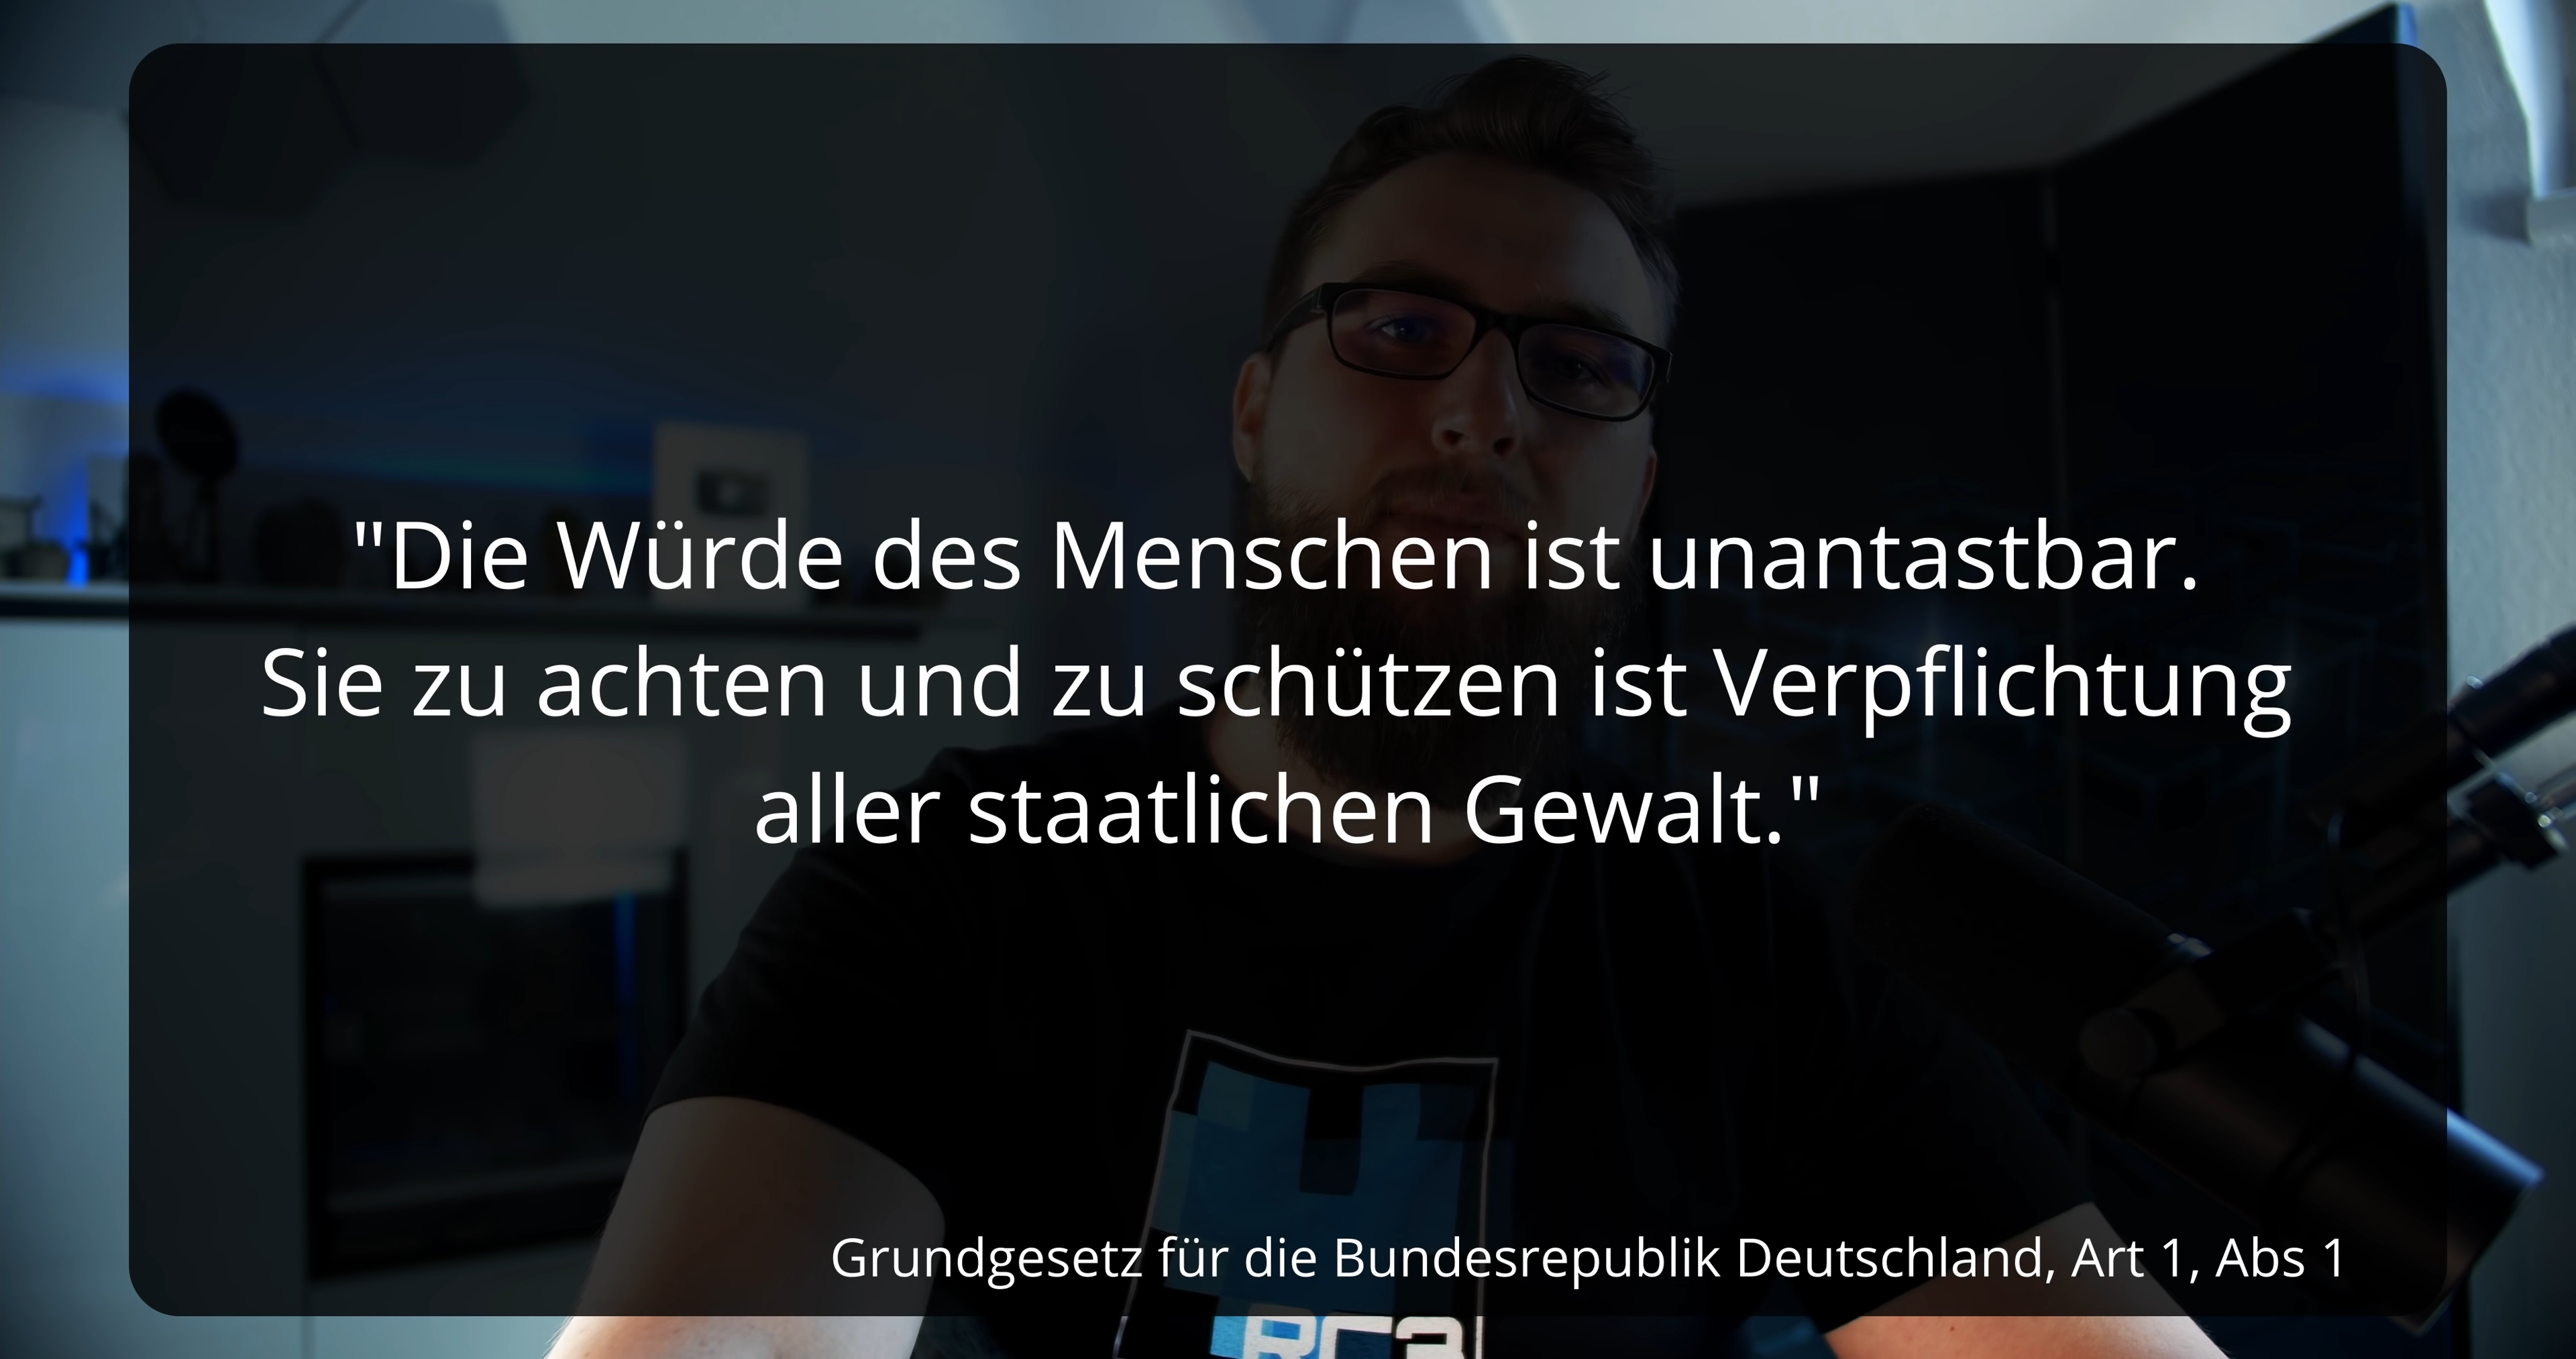 "Die Würde des Menschen ist unantastbar.
Sie zu achten und zu schützen ist Verpflichtung
aller staatlichen Gewalt."
Grundgesetz für die Bundesrepublik Deutschland, Art 1, Abs 1
RC3